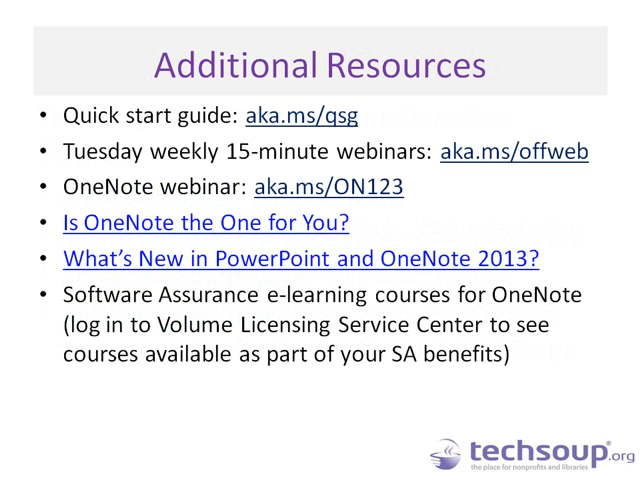 Additional Resources
• Quick start guide: aka.ms/qsg
• Tuesday weekly 15-minute webinars: aka.ms/offweb
• OneNote webinar: aka.ms/ON123
• Is OneNote the One for You?
• What's New in PowerPoint and OneNote 2013?
• Software Assurance e-learning courses for OneNote
(log in to Volume Licensing Service Center to see
courses available as part of your SA benefits)
techsoup®.org
the place for nonprofits and libraries